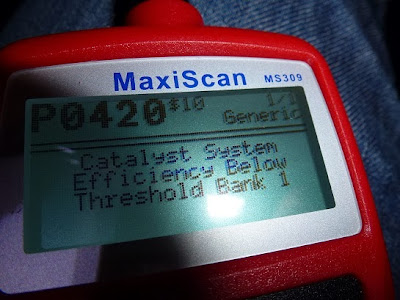 MaxiScan MS309
P0420 $10 1/1
Generic
Catalyst System
Efficiency Below
Threshold Bank 1